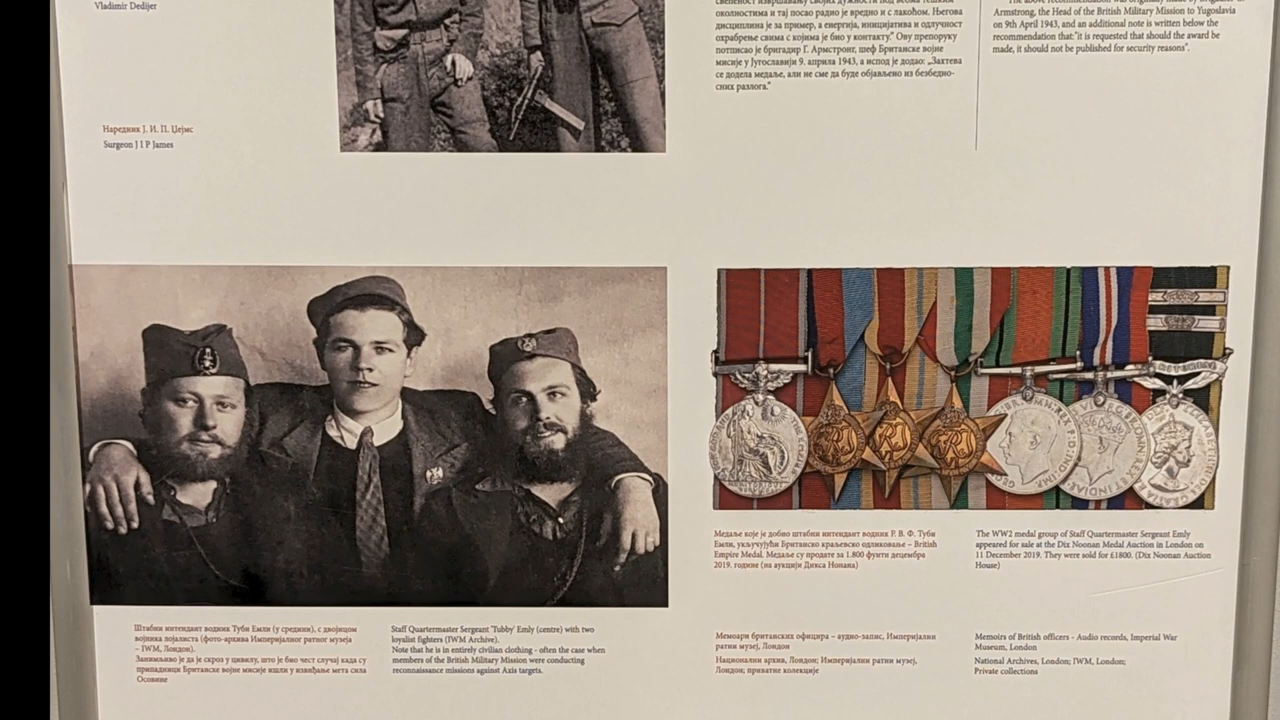 Vladimir Dedijer
Наредник Ј. И. П. Џејмс
Surgeon J I P James
околностима и тај посао радио је вредно и с лакоћом. Његова
дисциплина је за пример, а енергија, иницијатива и одлучност
охрабрење свима с којима је био у контакту.“ Ову препоруку
потписао је бригадир Г. Армстронг, шеф Британске војне
мисије у Југославији 9. априла 1943, а испод је додао: „Захтева
се додела медаље, али не сме да буде објављено из безбедно-
сних разлога.“
Armstrong, the Head of the British Military Mission to Yugoslavia
on 9th April 1943, and an additional note is written below the
recommendation that:"it is requested that should the award be
made, it should not be published for security reasons".
Штабни интендант водник Туби Емли (у средини), с двојицом
војника лојалиста (фото-архива Империјалног ратног музеја
– IWM, Лондон).
Занимљиво је да је скроз у цивилу, што је био чест случај када су
припадници Британске војне мисије ишли у извиђање мета сила
Осовине
Staff Quartermaster Sergeant 'Tubby' Emly (centre) with two
loyalist fighters (IWM Archive).
Note that he is in entirely civilian clothing - often the case when
members of the British Military Mission were conducting
reconnaissance missions against Axis targets.
Медаље које је добио штабни интендант водник Р. В. Ф. Туби
Емли, укључујући Британско краљевско одликовање – British
Empire Medal. Медаље су продате за 1.800 фунти децембра
2019. године (на аукцији Дикса Нонана)
The WW2 medal group of Staff Quartermaster Sergeant Emly
appeared for sale at the Dix Noonan Medal Auction in London on
11 December 2019. They were sold for £1800. (Dix Noonan Auction
House)
Мемоари британских официра – аудио-запис, Империјални
ратни музеј, Лондон
Национални архив, Лондон; Империјални ратни музеј,
Лондон; приватне колекције
Memoirs of British officers - Audio records, Imperial War
Museum, London
National Archives, London; IWM, London;
Private collections